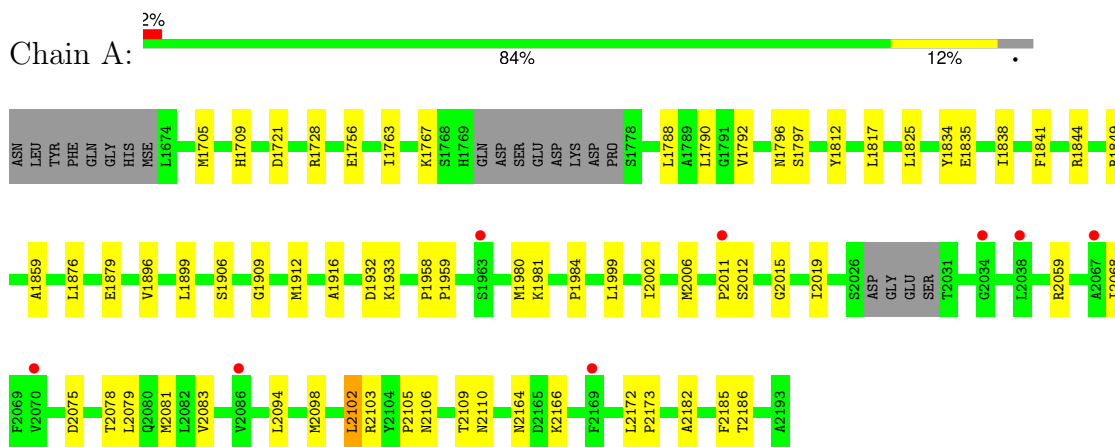 2%
Chain A:
84% 12% •
ASN LEU TYR PHE GLN GLY HIS MSE L1674 M1705 H1709 D1721 R1728 E1756 I1763 K1767 S1768 H1769 GLN ASP SER GLU ASP LYS ASP PRO S1778 L1788 A1789 L1790 G1791 V1792 N1796 S1797 Y1812 L1817 L1825 Y1834 E1835 I1838 F1841 R1844
A1859 L1876 E1879 V1896 L1899 S1906 G1909 M1912 A1916 D1932 K1933 P1958 P1959 S1963 M1980 K1981 P1984 L1999 I2002 M2006 P2011 S2012 G2015 I2019 S2026 ASP GLY GLU SER T2031 G2034 L2038 R2059 A2067
F2069 V2070 D2075 T2078 L2079 Q2080 M2081 L2082 V2083 V2086 L2094 M2098 L2102 R2103 Y2104 P2105 N2106 T2109 N2110 N2164 D2165 K2166 F2169 L2172 P2173 A2182 F2185 T2186 A2193